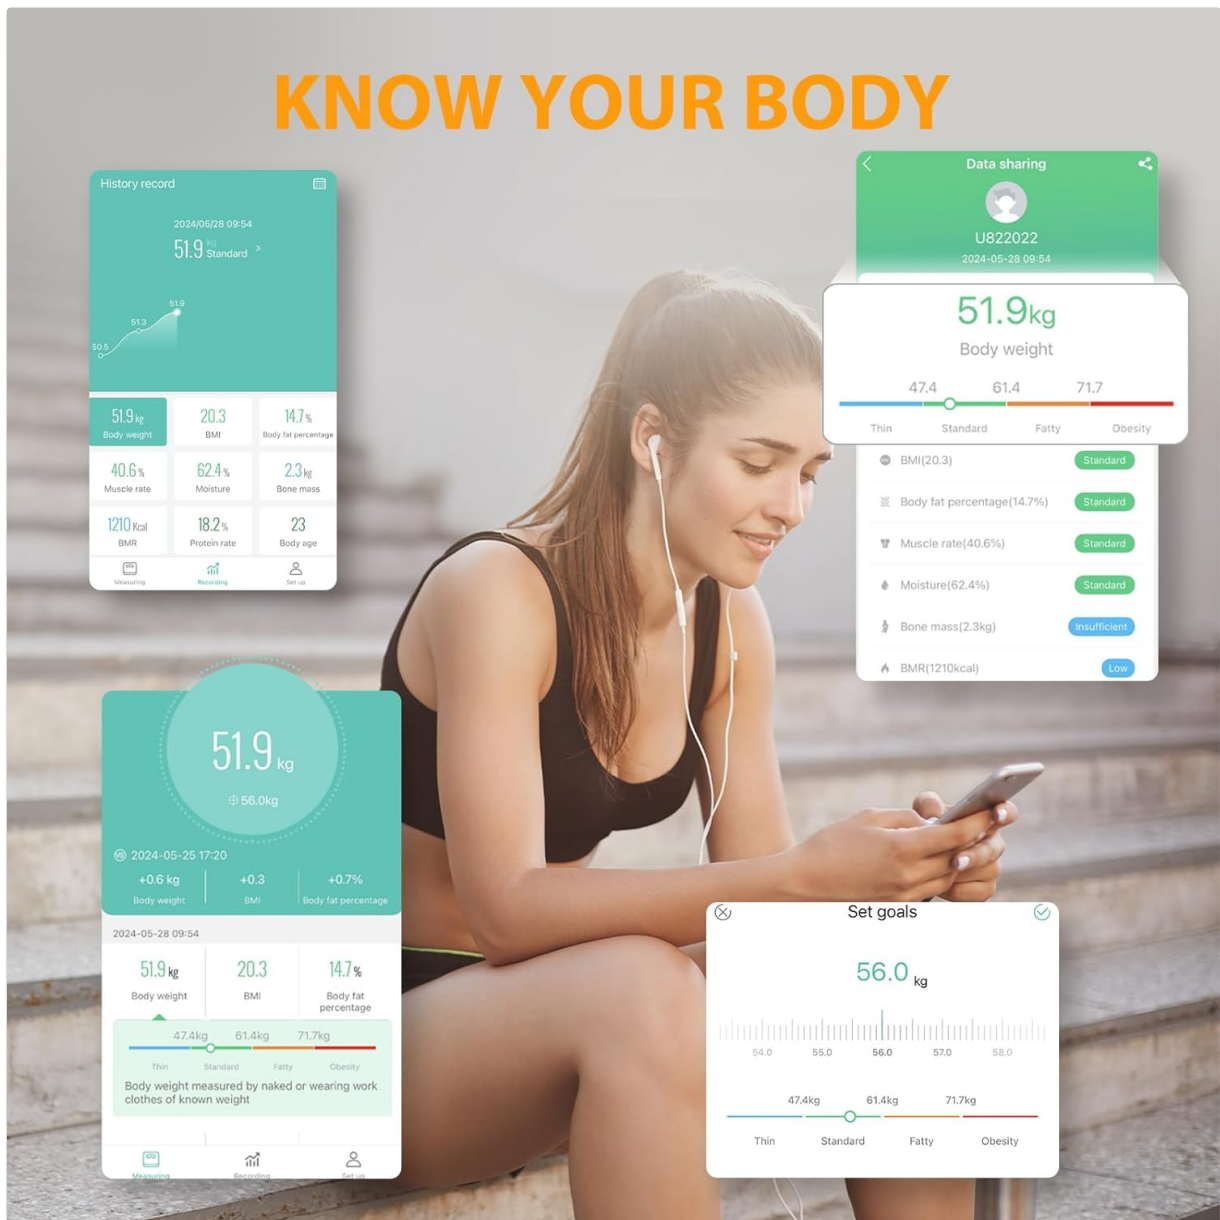 KNOW YOUR BODY
History record
2024/05/28 09:54
51.9 kg
Standard >
51.9
51.3
50.5
51.9 kg
Body weight
20.3
BMI
14.7 %
Body fat percentage
40.6 %
Muscle rate
62.4 %
Moisture
2.3 kg
Bone mass
1210 Kcal
BMR
18.2 %
Protein rate
23
Body age
Measuring
Recording
Set up
Data sharing
U822022
2024-05-28 09:54
51.9kg
Body weight
47.4 61.4 71.7
Thin Standard Fatty Obesity
BMI(20.3) Standard
Body fat percentage(14.7%) Standard
Muscle rate(40.6%) Standard
Moisture(62.4%) Standard
Bone mass(2.3kg) Insufficient
BMR(1210kcal) Low
51.9 kg
56.0kg
VS 2024-05-25 17:20
+0.6 kg +0.3 +0.7%
Body weight BMI Body fat percentage
2024-05-28 09:54
51.9 kg
Body weight
20.3
BMI
14.7 %
Body fat
percentage
47.4kg 61.4kg 71.7kg
Thin Standard Fatty Obesity
Body weight measured by naked or wearing work
clothes of known weight
Measuring Recording Set up
Set goals
56.0 kg
54.0 55.0 56.0 57.0 58.0
47.4kg 61.4kg 71.7kg
Thin Standard Fatty Obesity